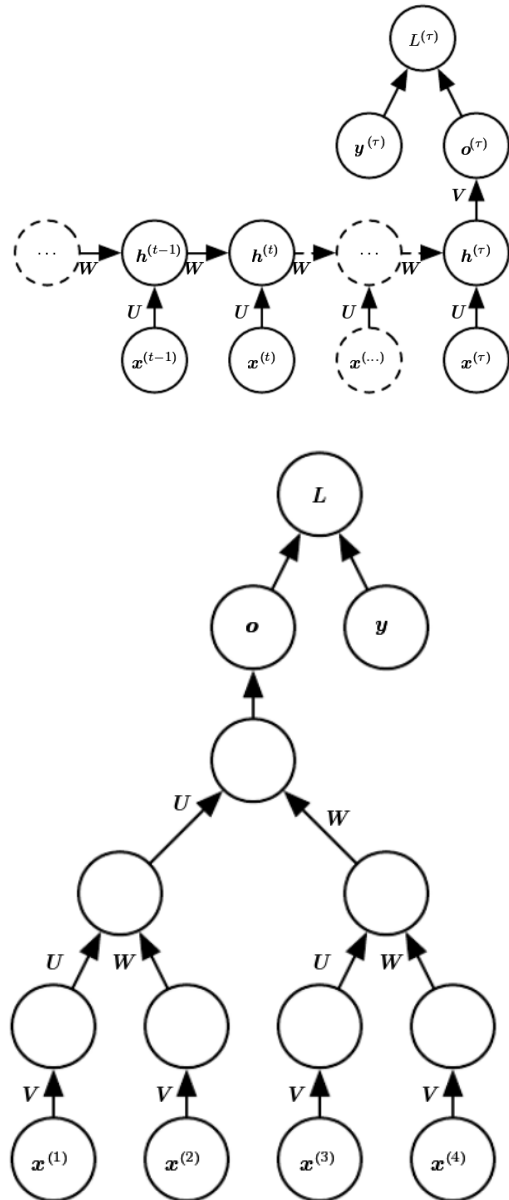 L^(τ)
y^(τ) o^(τ)
V
... W h^(t−1) W h^(t) W ... W h^(τ)
U U U U
x^(t−1) x^(t) x^(...) x^(τ)
L
o y
U W
U W U W
V V V V
x^(1) x^(2) x^(3) x^(4)